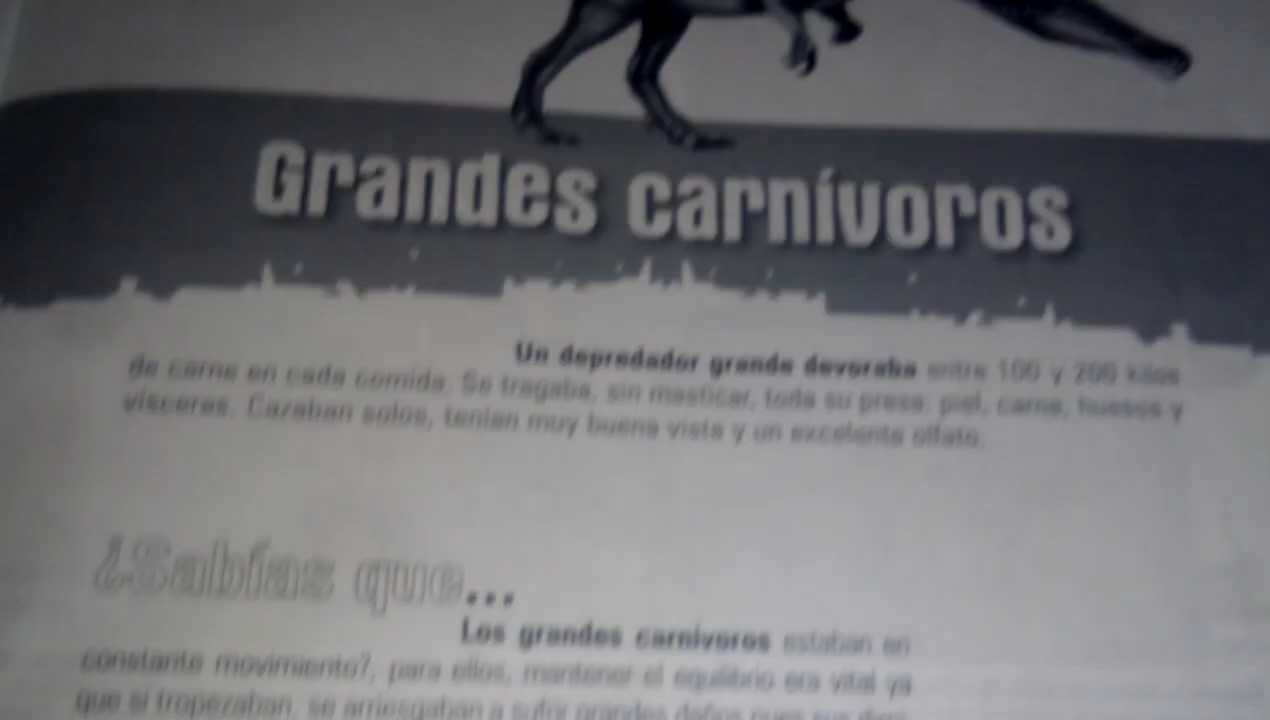 Grandes carnívoros
Un depredador grande devoraba entre 100 y 200 kilos
de carne en cada comida. Se tragaba, sin masticar, toda su presa: piel, carne, huesos y
vísceras. Cazaban solos, tenían muy buena vista y un excelente olfato.
¿Sabías que...
Los grandes carnívoros estaban en
constante movimiento?, para ellos, mantener el equilibrio era vital ya
que si tropezaban, se arriesgaban a sufrir grandes daños pues sus